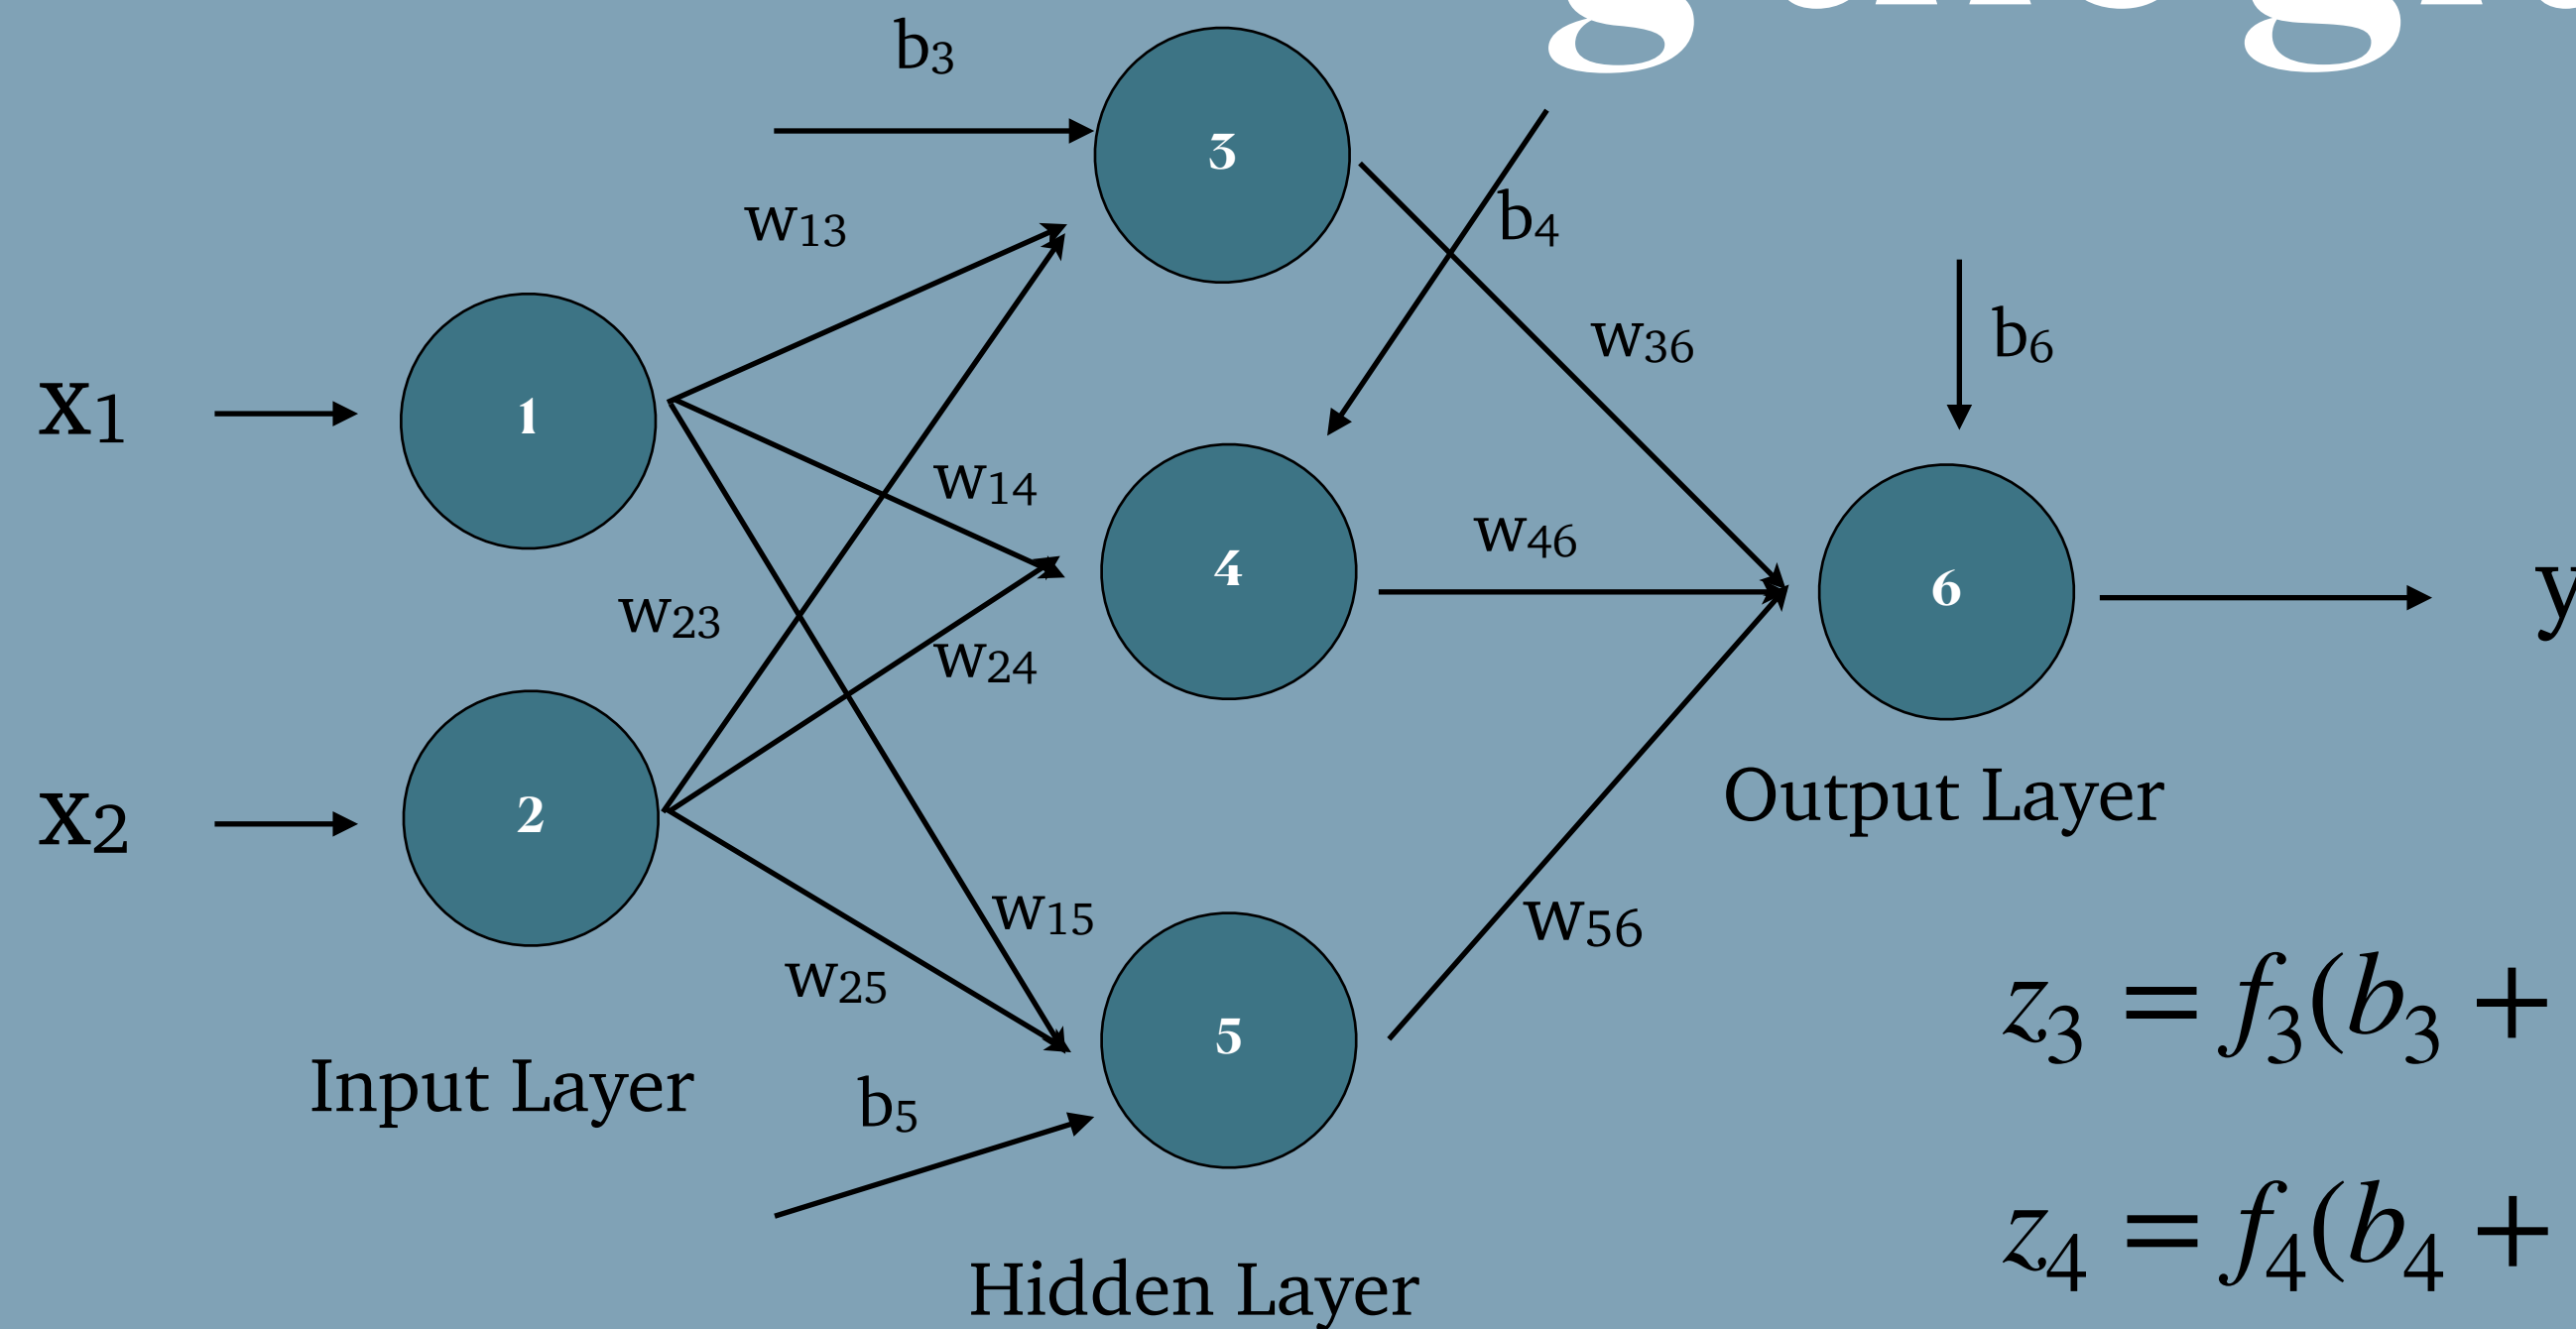 b3
3
b4
w13
w36
b6
x1
1
w14
w46
4
6
y
w23
w24
x2
2
Output Layer
w15
w56
w25
z3 = f3(b3 +
5
Input Layer
b5
z4 = f4(b4 +
Hidden Layer